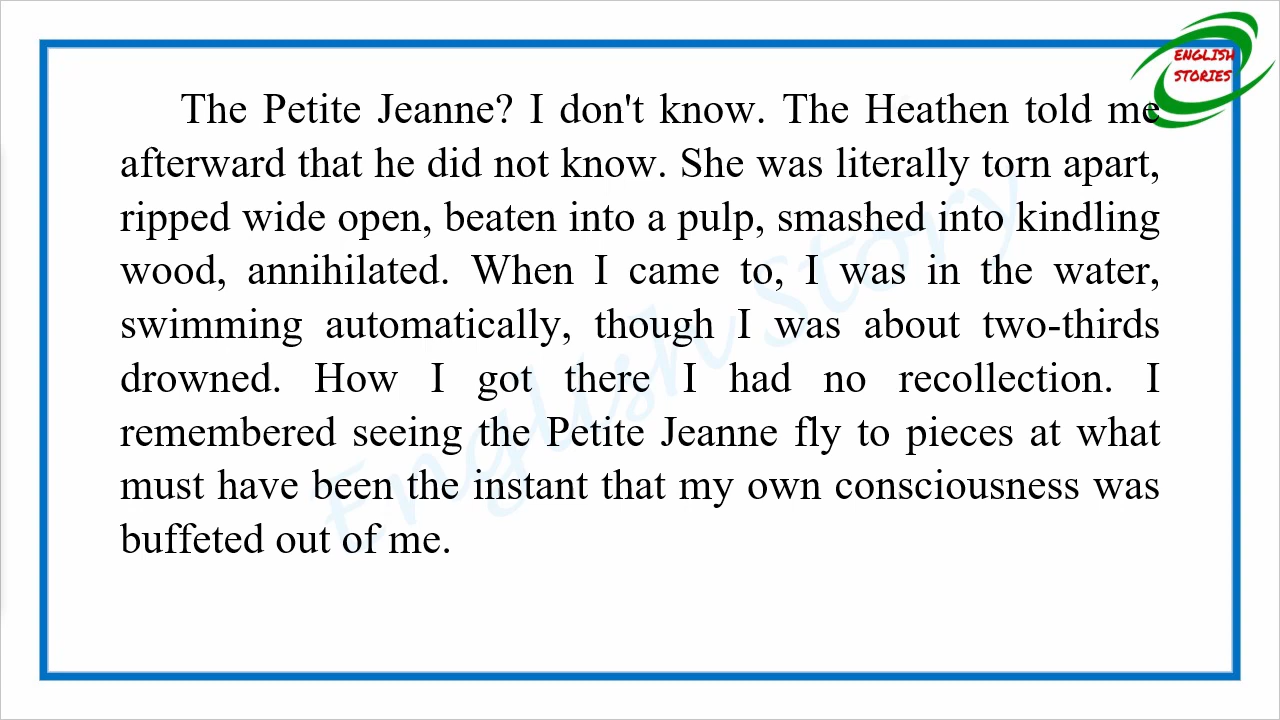 ENGLISH
STORIES
The Petite Jeanne? I don't know. The Heathen told me
afterward that he did not know. She was literally torn apart,
ripped wide open, beaten into a pulp, smashed into kindling
wood, annihilated. When I came to, I was in the water,
swimming automatically, though I was about two-thirds
drowned. How I got there I had no recollection. I
remembered seeing the Petite Jeanne fly to pieces at what
must have been the instant that my own consciousness was
buffeted out of me.
English Story